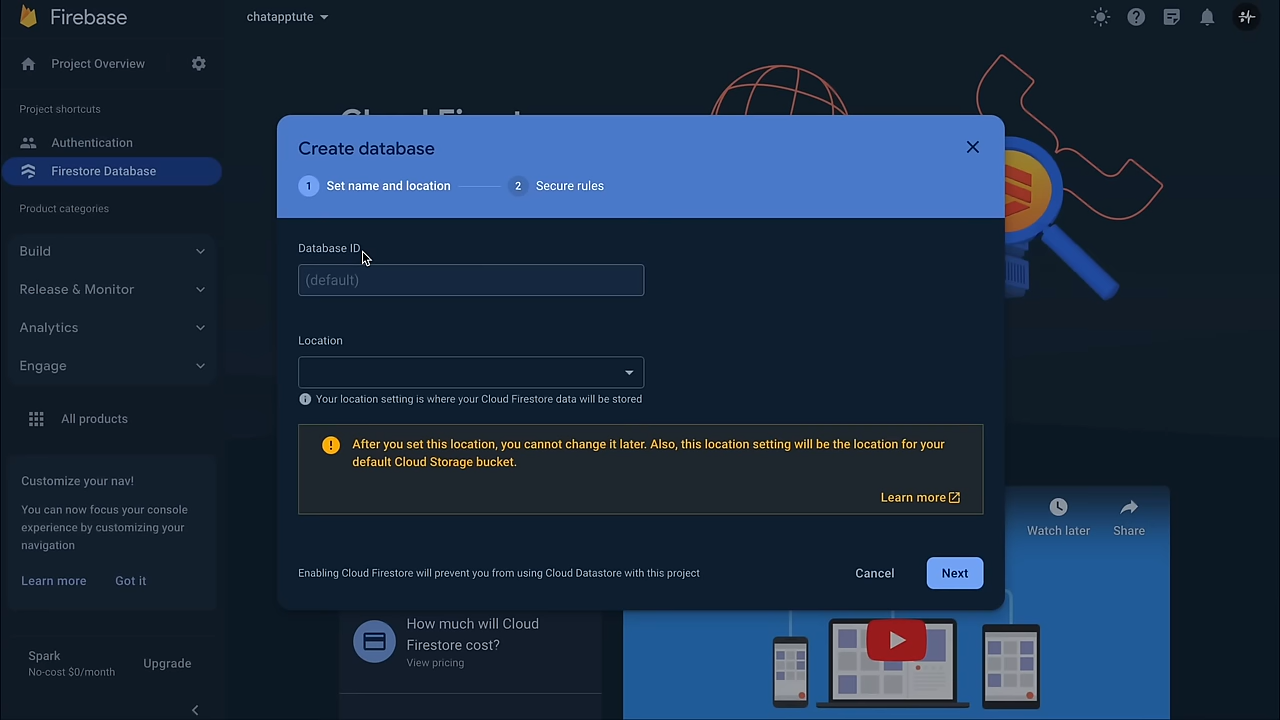 Firebase
chatapptute
Project Overview
Project shortcuts
Authentication
Firestore Database
Product categories
Build
Release & Monitor
Analytics
Engage
All products
Customize your nav!
You can now focus your console
experience by customizing your
navigation
Learn more Got it
Spark
No-cost $0/month
Upgrade
Create database
1 Set name and location 2 Secure rules
Database ID
(default)
Location
Your location setting is where your Cloud Firestore data will be stored
After you set this location, you cannot change it later. Also, this location setting will be the location for your
default Cloud Storage bucket.
Learn more
Enabling Cloud Firestore will prevent you from using Cloud Datastore with this project
Cancel Next
Watch later Share
How much will Cloud
Firestore cost?
View pricing